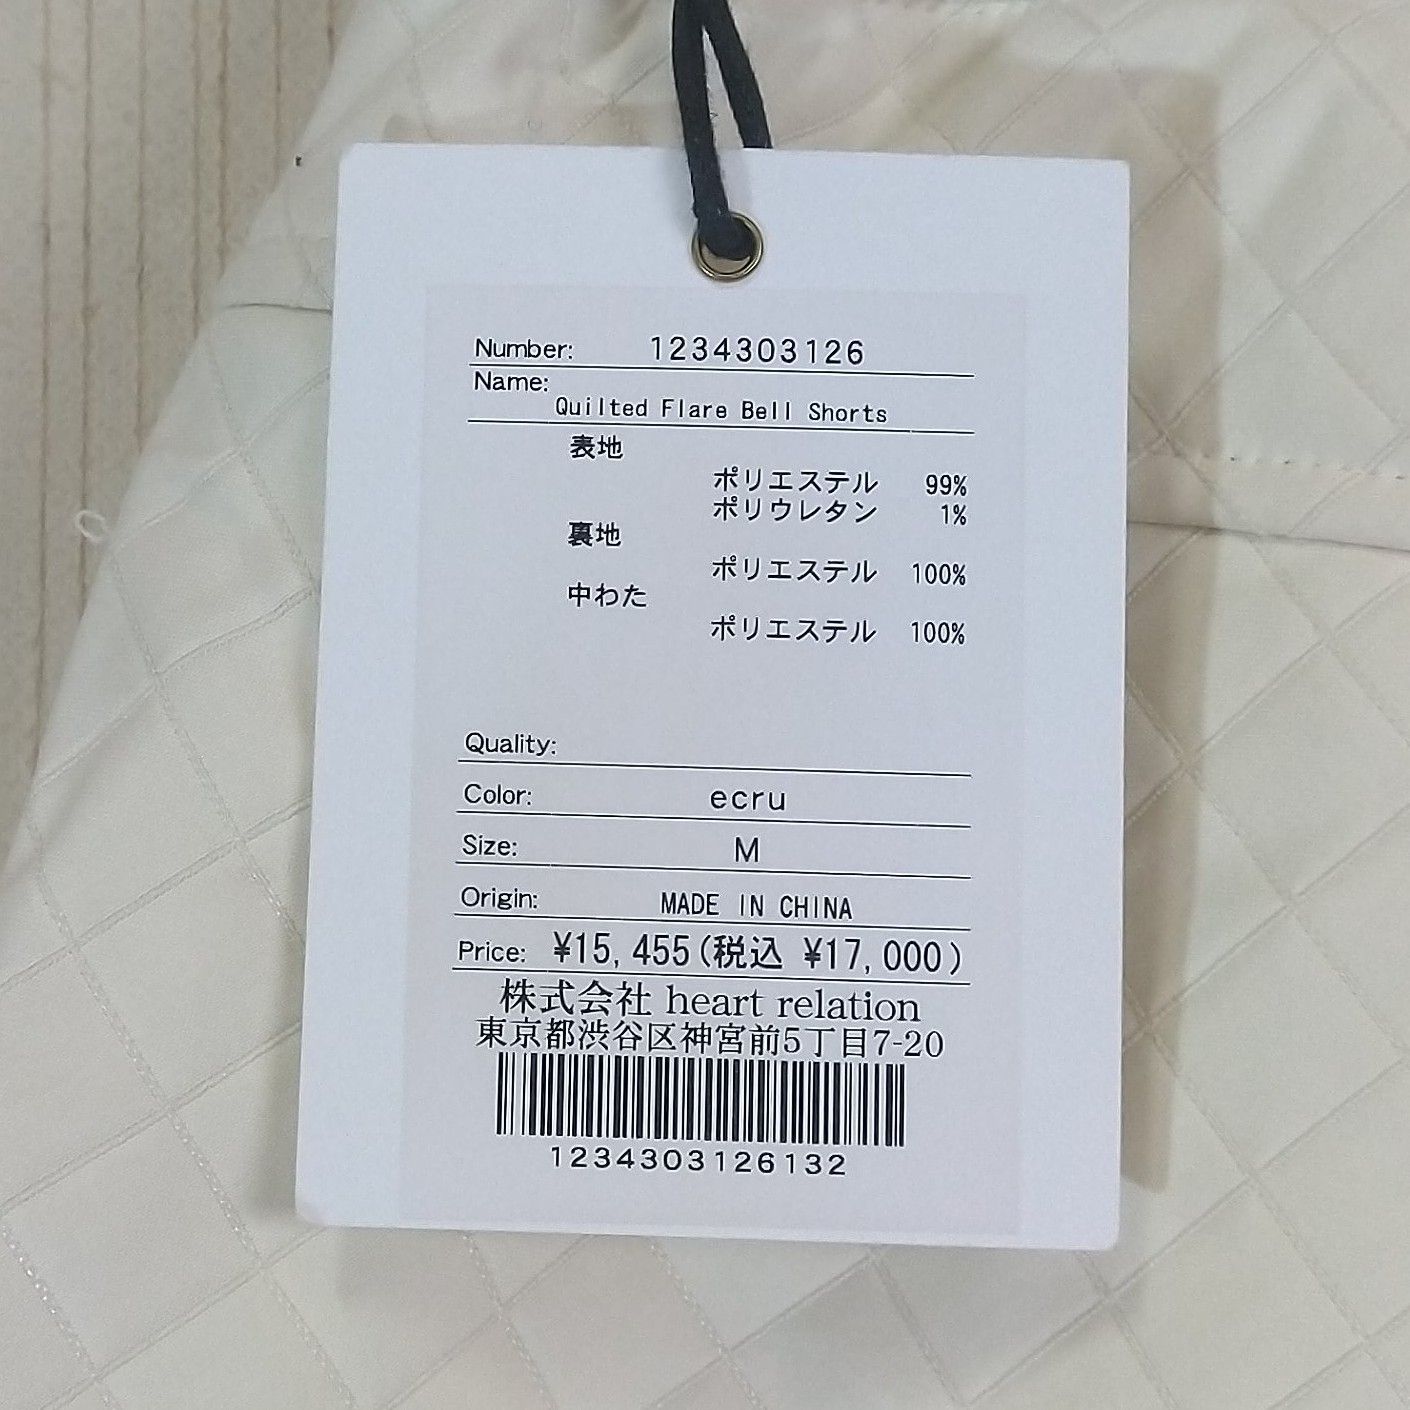 Number: 1234303126
Name:
Quilted Flare Bell Shorts
表地
ポリエステル 99%
ポリウレタン 1%
裏地
ポリエステル 100%
中わた
ポリエステル 100%
Quality:
Color: ecru
Size: M
Origin: MADE IN CHINA
Price: ¥15,455(税込 ¥17,000)
株式会社 heart relation
東京都渋谷区神宮前5丁目7-20
1234303126132